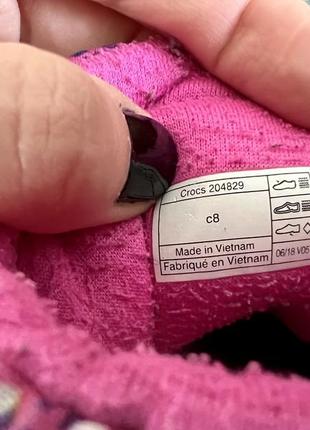 Crocs 204829
c8
Made in Vietnam
Fabriqué en Vietnam
06/18 V05